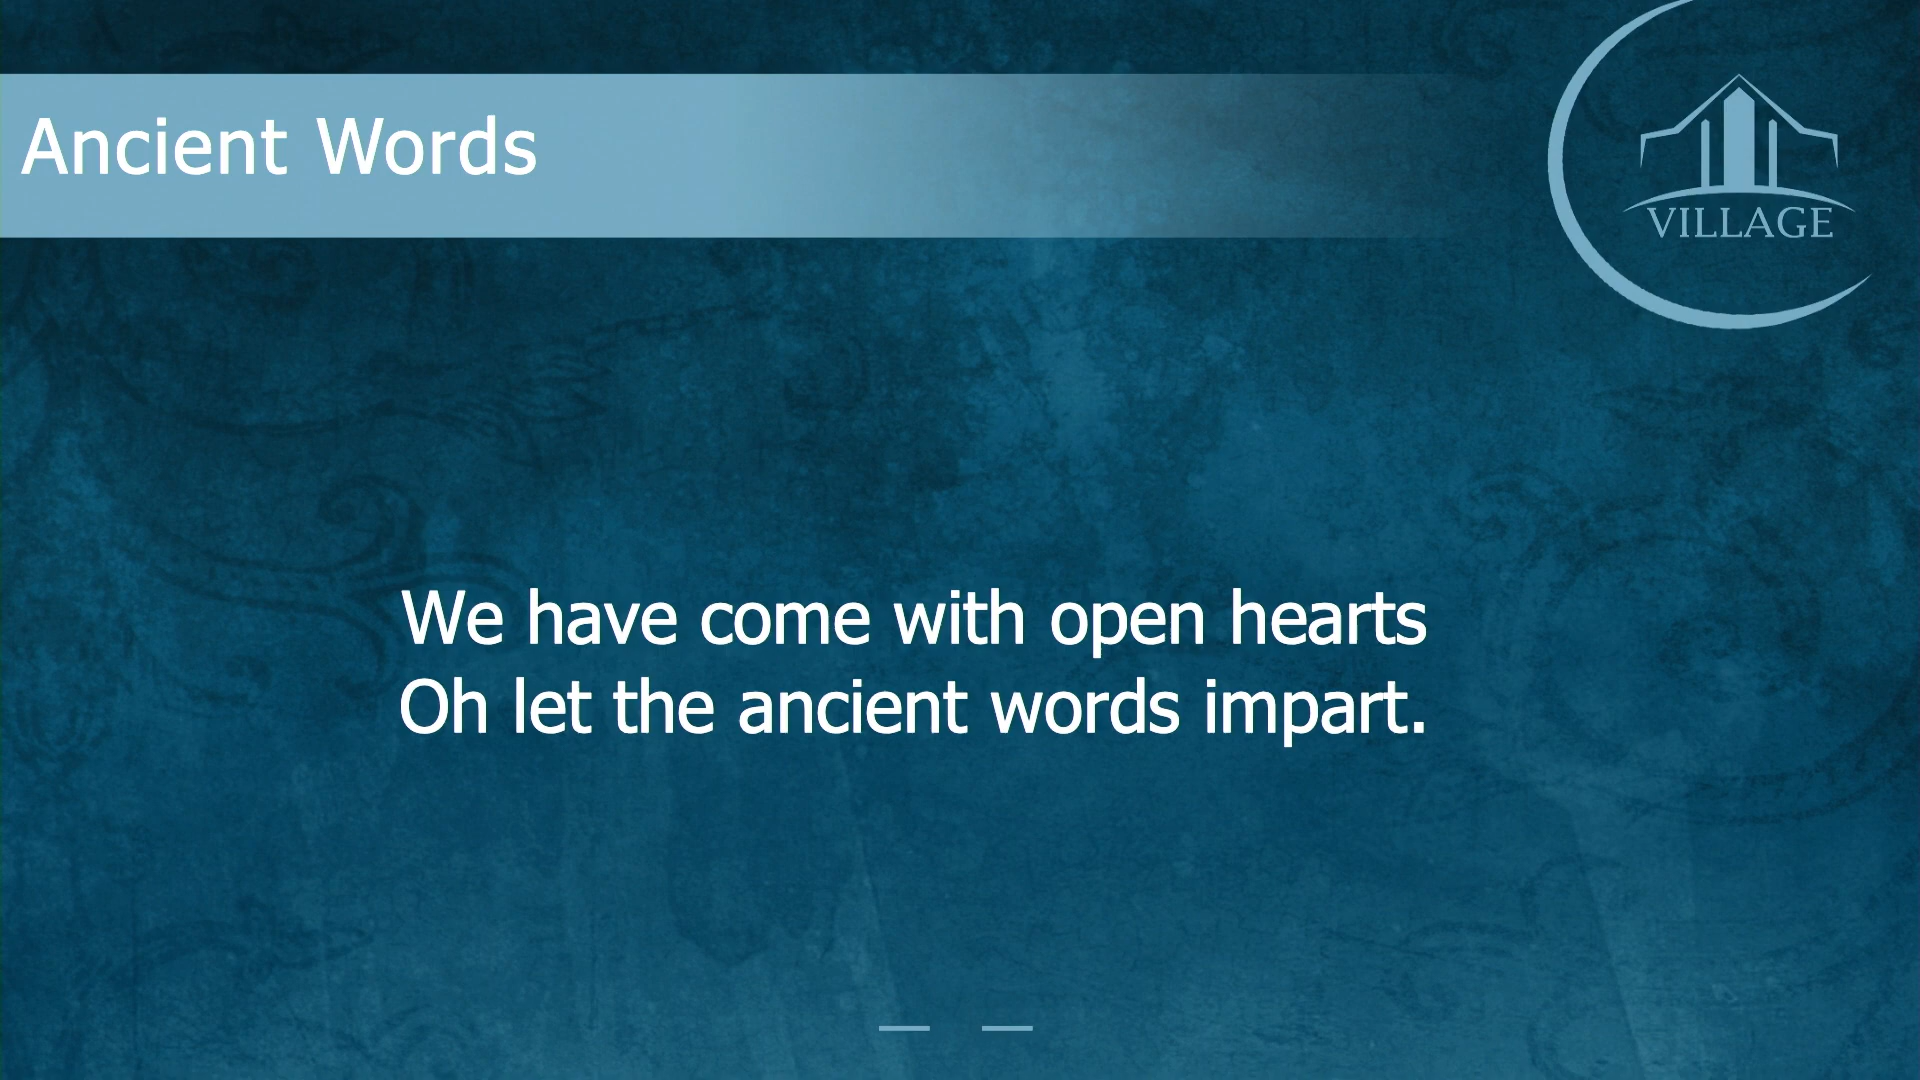 Ancient Words
VILLAGE
We have come with open hearts
Oh let the ancient words impart.